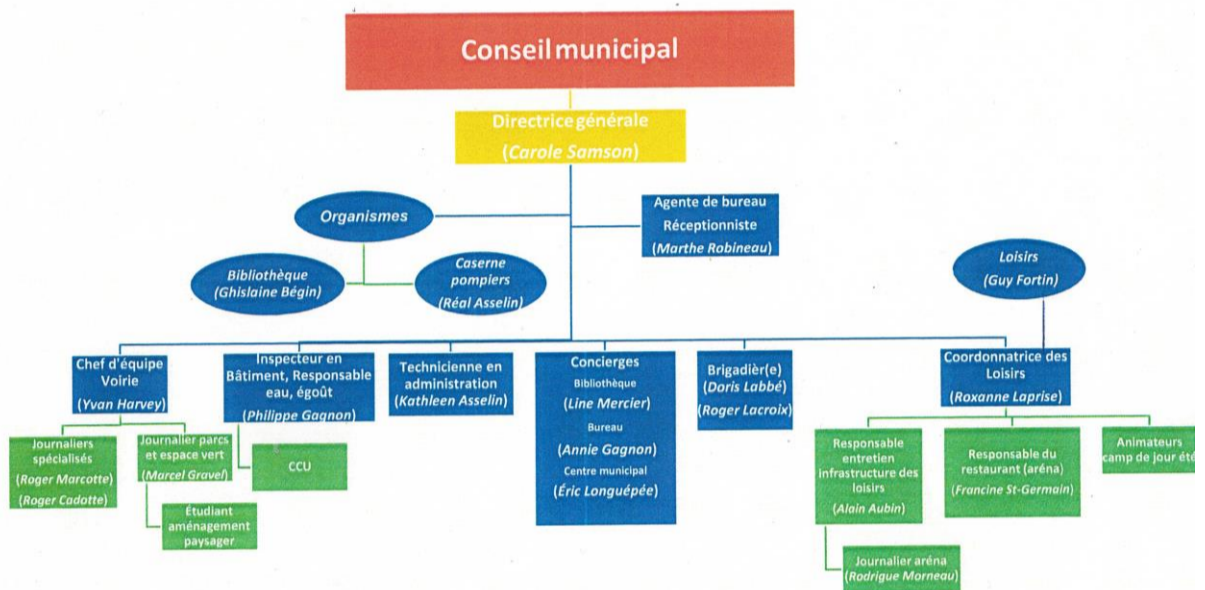 Conseil municipal
Directrice générale
(Carole Samson)
Organismes
Agente de bureau
Réceptionniste
(Marthe Robineau)
Bibliothèque
(Ghislaine Bégin)
Caserne
pompiers
(Réal Asselin)
Loisirs
(Guy Fortin)
Chef d'équipe
Voirie
(Yvan Harvey)
Inspecteur en
Bâtiment, Responsable
eau, égoût
(Philippe Gagnon)
Technicienne en
administration
(Kathleen Asselin)
Concierges
Bibliothèque
(Line Mercier)
Bureau
(Annie Gagnon)
Centre municipal
(Éric Longuépée)
Brigadièr(e)
(Doris Labbé)
(Roger Lacroix)
Coordonnatrice des
Loisirs
(Roxanne Laprise)
Journaliers
spécialisés
(Roger Marcotte)
(Roger Cadotte)
Journalier parcs
et espace vert
(Marcel Gravel)
Étudiant
aménagement
paysager
CCU
Responsable
entretien
infrastructure des
loisirs
(Alain Aubin)
Journalier aréna
(Rodrigue Morneau)
Responsable du
restaurant (aréna)
(Francine St-Germain)
Animateurs
camp de jour été